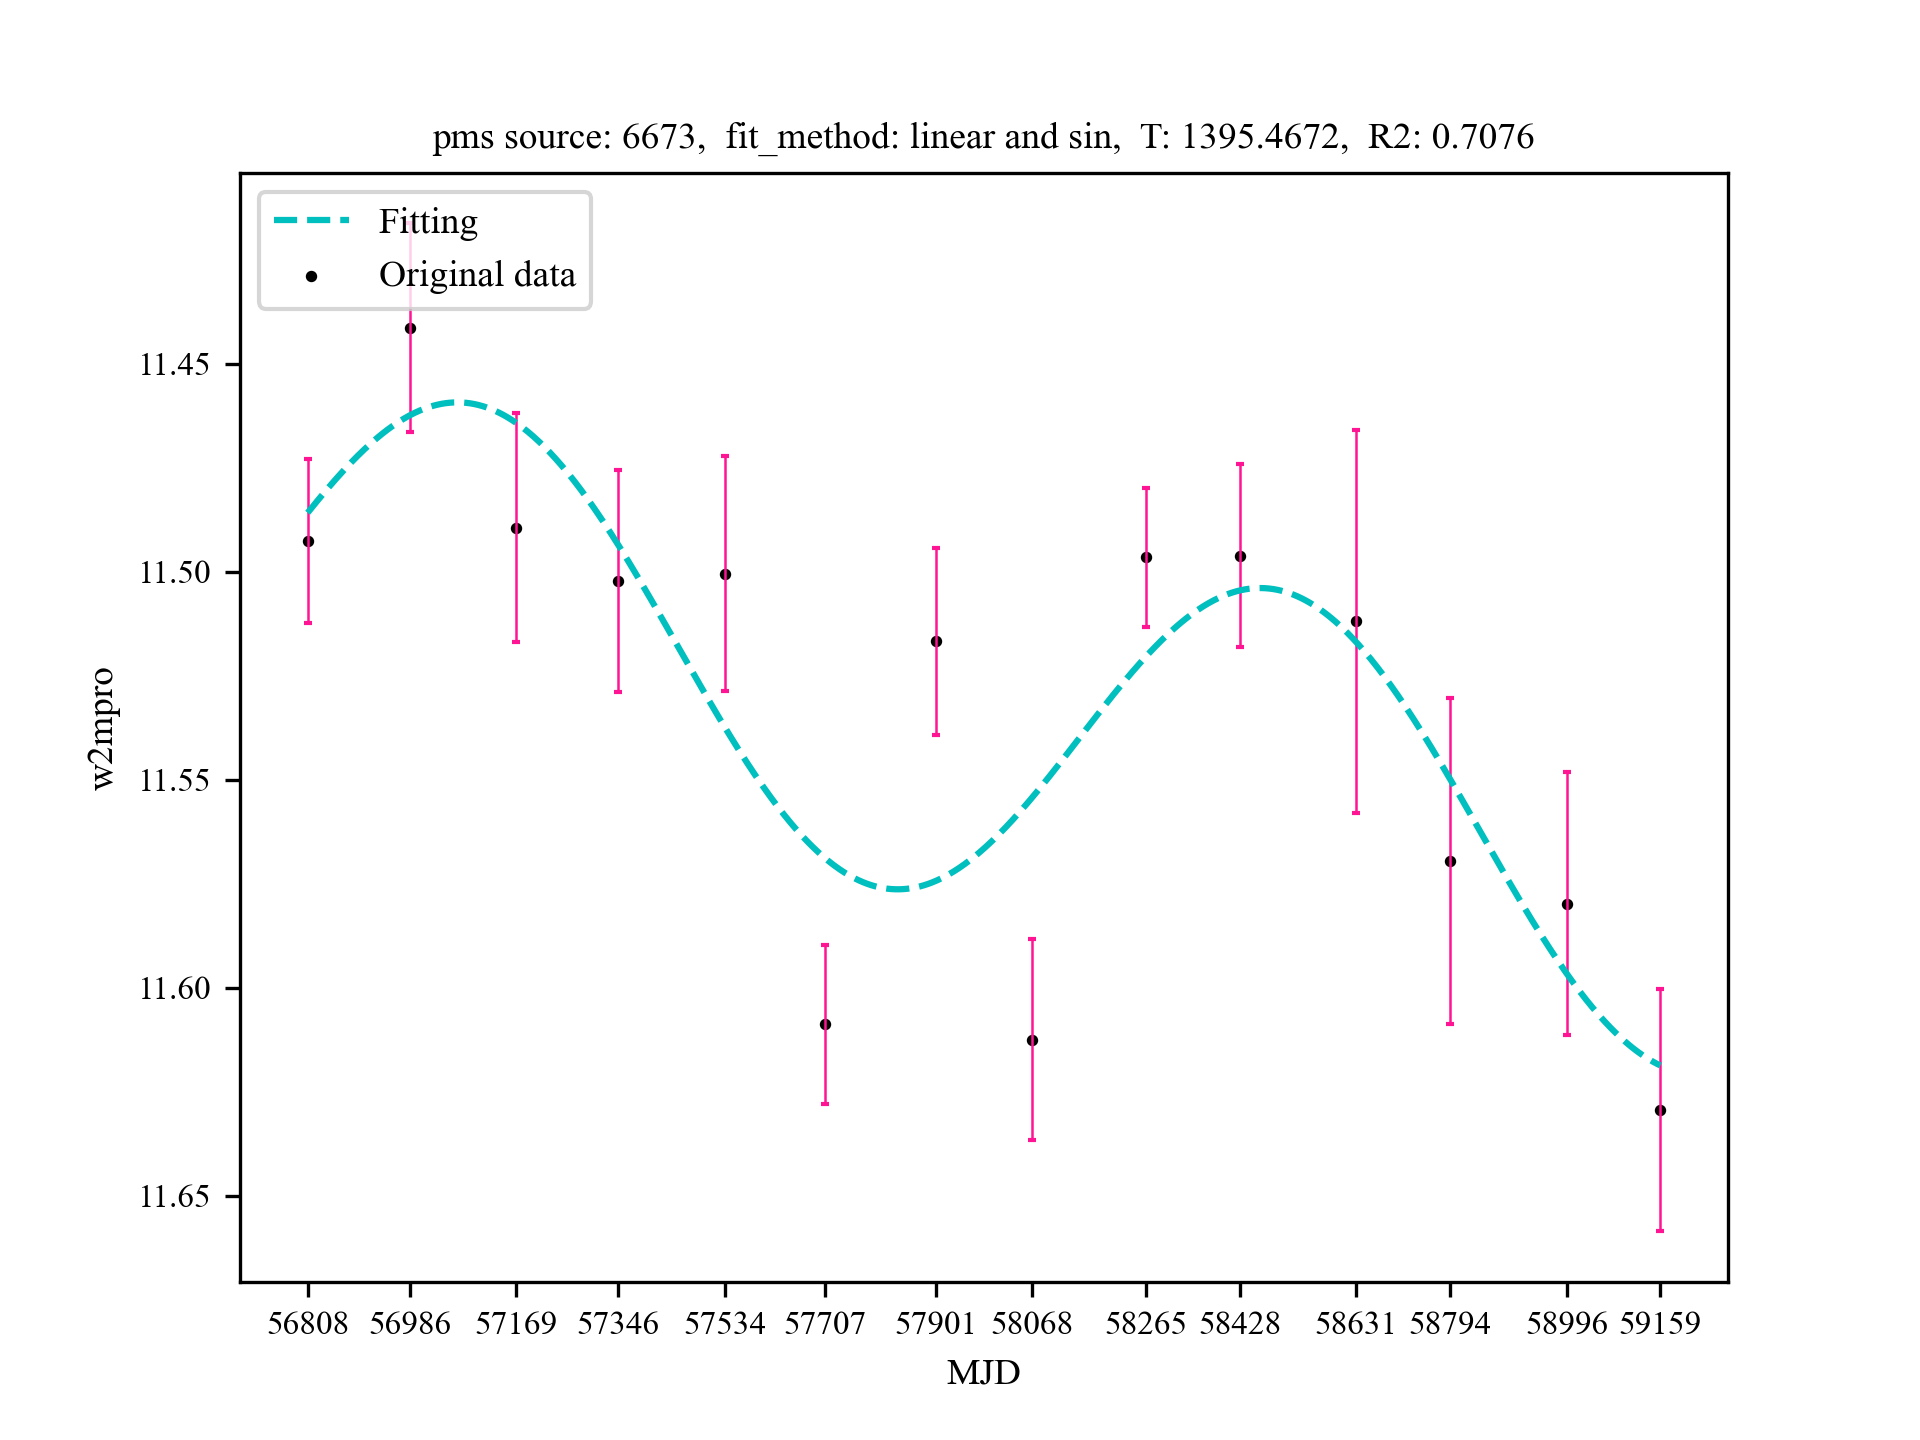 pms source: 6673, fit_method: linear and sin, T: 1395.4672, R2: 0.7076
Fitting
Original data
11.45
11.50
11.55
11.60
11.65
w2mpro
56808 56986 57169 57346 57534 57707 57901 58068 58265 58428 58631 58794 58996 59159
MJD